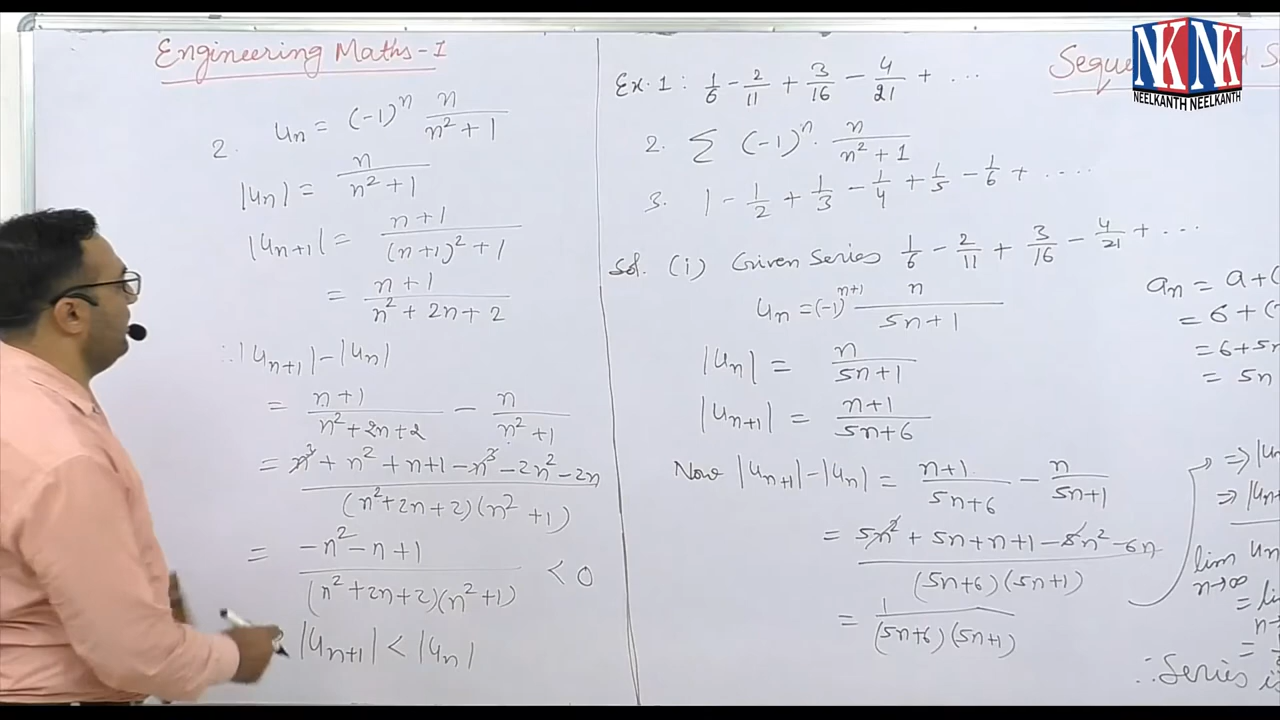 Engineering Maths-I
2. uₙ = (-1)ⁿ n/(n² + 1)
|uₙ| = n/(n² + 1)
|uₙ₊₁| = (n + 1)/((n+1)² + 1)
= (n + 1)/(n² + 2n + 2)
∴ |uₙ₊₁| - |uₙ|
= (n + 1)/(n² + 2n + 2) - n/(n² + 1)
= (n³ + n² + n + 1 - n³ - 2n² - 2n)/((n² + 2n + 2)(n² + 1))
= (-n² - n + 1)/((n² + 2n + 2)(n² + 1)) < 0
|uₙ₊₁| < |uₙ|
Ex. 1 : 1/6 - 2/11 + 3/16 - 4/21 + ...
2. Σ (-1)ⁿ · n/(n² + 1)
3. 1 - 1/2 + 1/3 - 1/4 + 1/5 - 1/6 + ....
Sol. (i) Given Series 1/6 - 2/11 + 3/16 - 4/21 + ...
uₙ = (-1)ⁿ⁺¹ n/(5n + 1)
|uₙ| = n/(5n + 1)
|uₙ₊₁| = (n + 1)/(5n + 6)
Now |uₙ₊₁| - |uₙ| = (n + 1)/(5n + 6) - n/(5n + 1)
= (5n² + 5n + n + 1 - 5n² - 6n)/((5n + 6)(5n + 1))
= 1/((5n + 6)(5n + 1))
NK NK
NEELKANTH NEELKANTH
aₙ = a + (
= 6 + (
= 6 + 5n
= 5n
⇒ |u
⇒ |u
lim n→∞ uₙ
= li
n→
=
∴ Series i